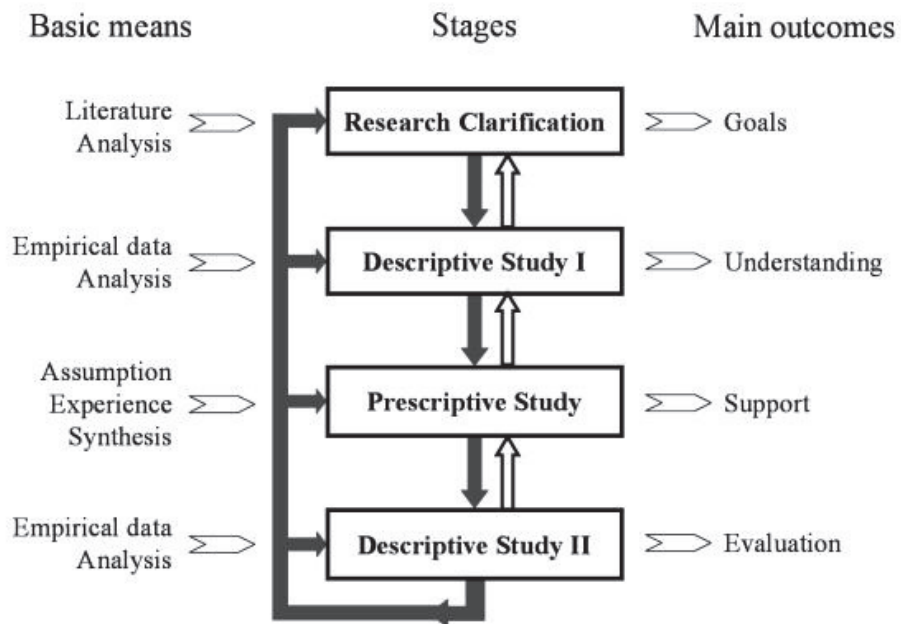 Basic means
Stages
Main outcomes
Literature
Analysis
Research Clarification
Goals
Empirical data
Analysis
Descriptive Study I
Understanding
Assumption
Experience
Synthesis
Prescriptive Study
Support
Empirical data
Analysis
Descriptive Study II
Evaluation